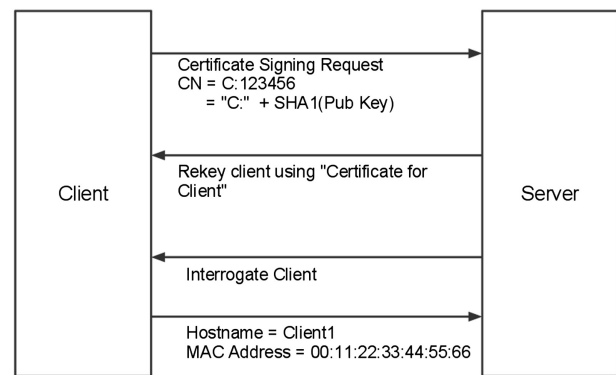 Certificate Signing Request
CN = C:123456
= "C:" + SHA1(Pub Key)
Rekey client using "Certificate for
Client"
Client
Server
Interrogate Client
Hostname = Client1
MAC Address = 00:11:22:33:44:55:66